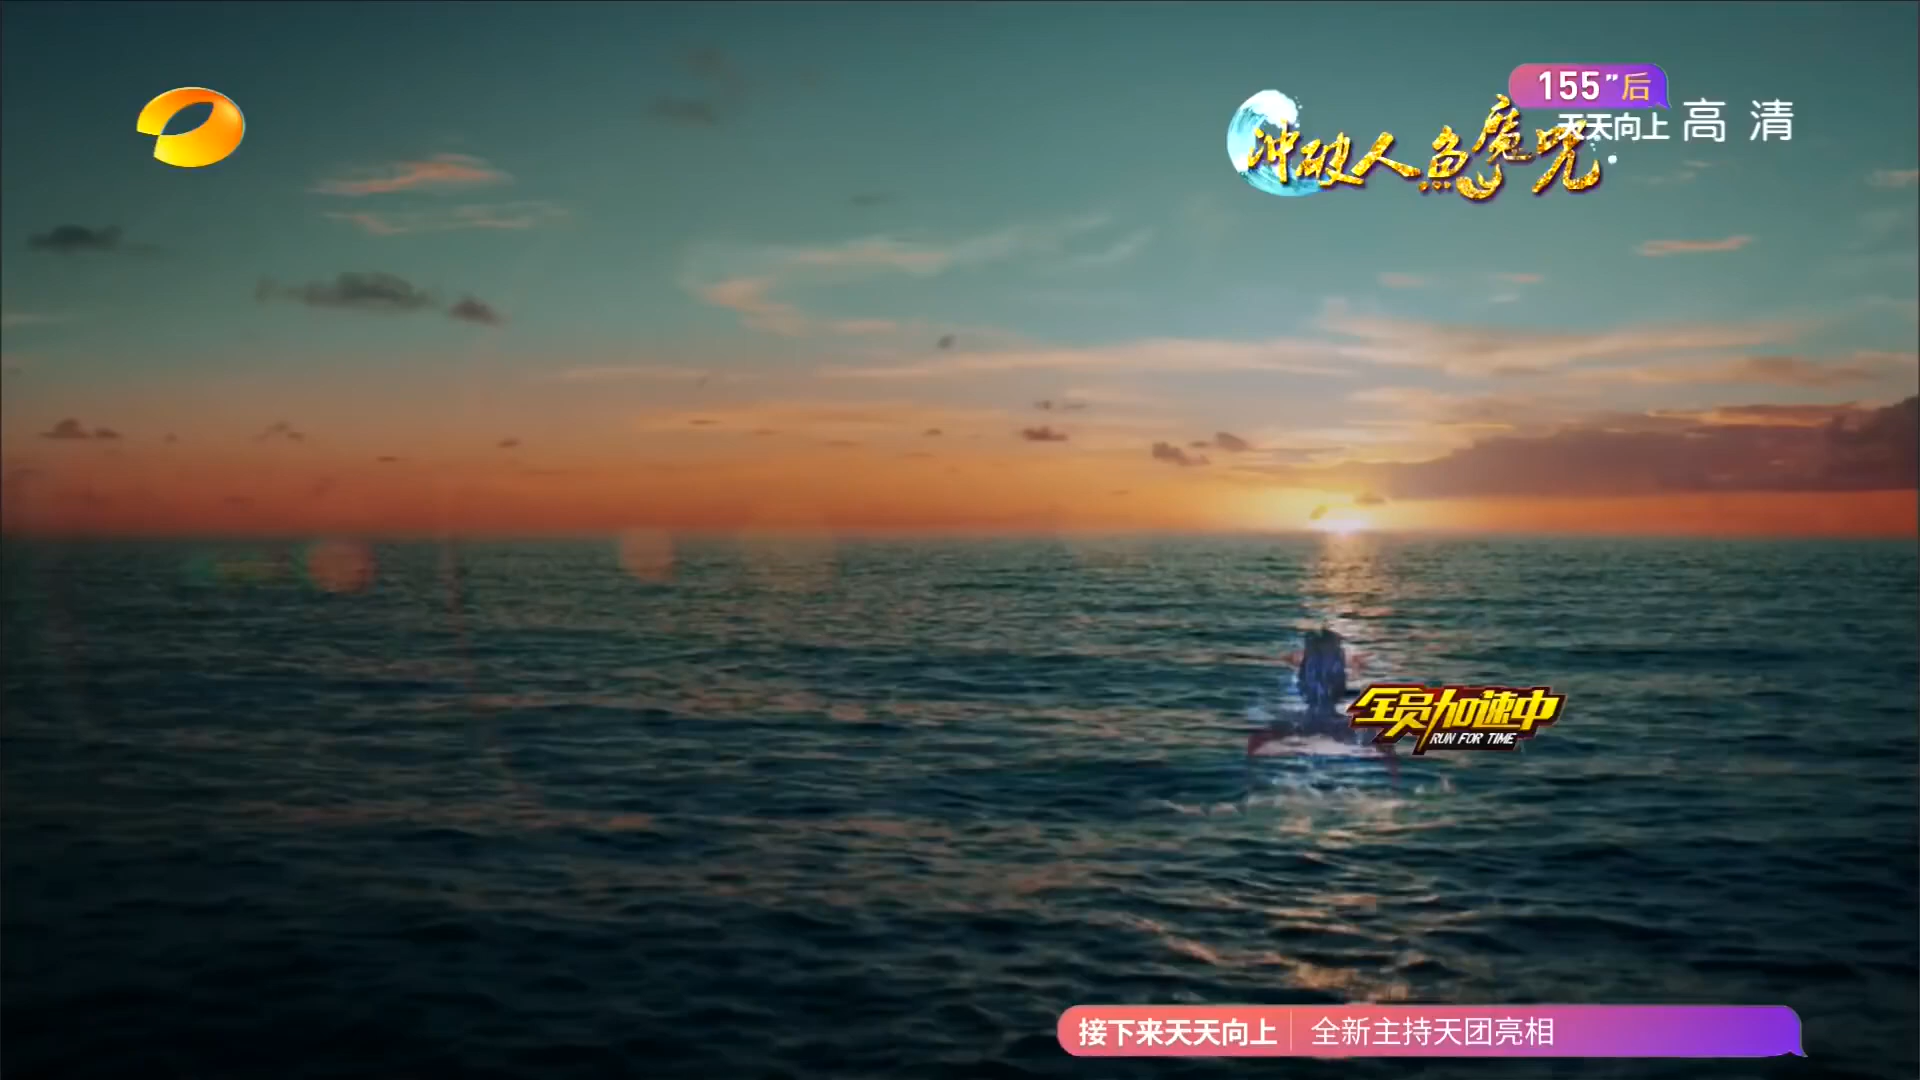 155”后
天天向上
高清
冲破人鱼魔咒
全员加速中
RUN FOR TIME
接下来天天向上 全新主持天团亮相